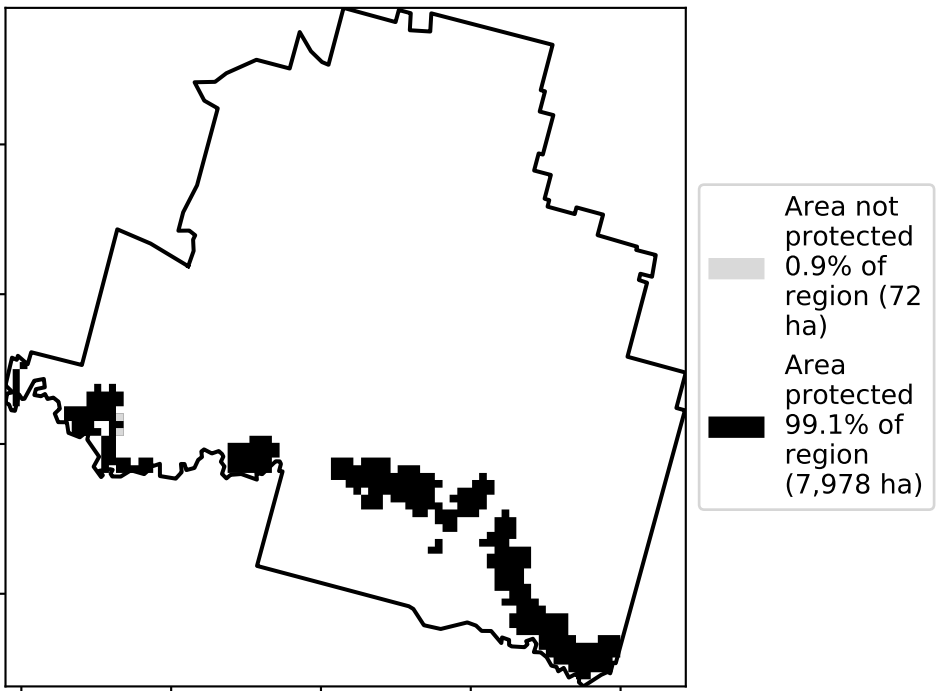 Area not
protected
0.9% of
region (72
ha)
Area
protected
99.1% of
region
(7,978 ha)